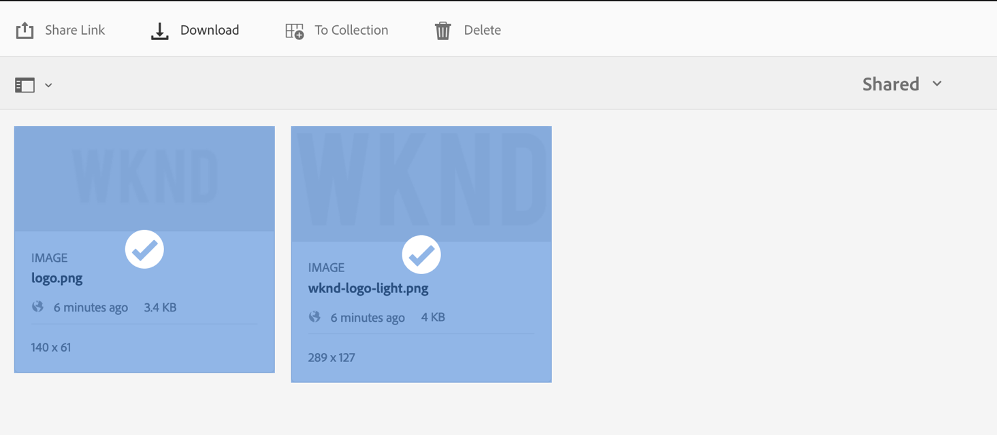 Share Link
Download
To Collection
Delete
Shared
WKND
IMAGE
logo.png
6 minutes ago 3.4 KB
140 x 61
WKND
IMAGE
wknd-logo-light.png
6 minutes ago 4 KB
289 x 127